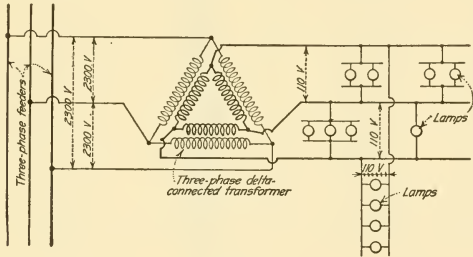 Three-phase feeders
2300 V
2300 V
2300 V
110 V.
110 V
110 V
Lamps
Three-phase delta-
connected transformer
Lamps